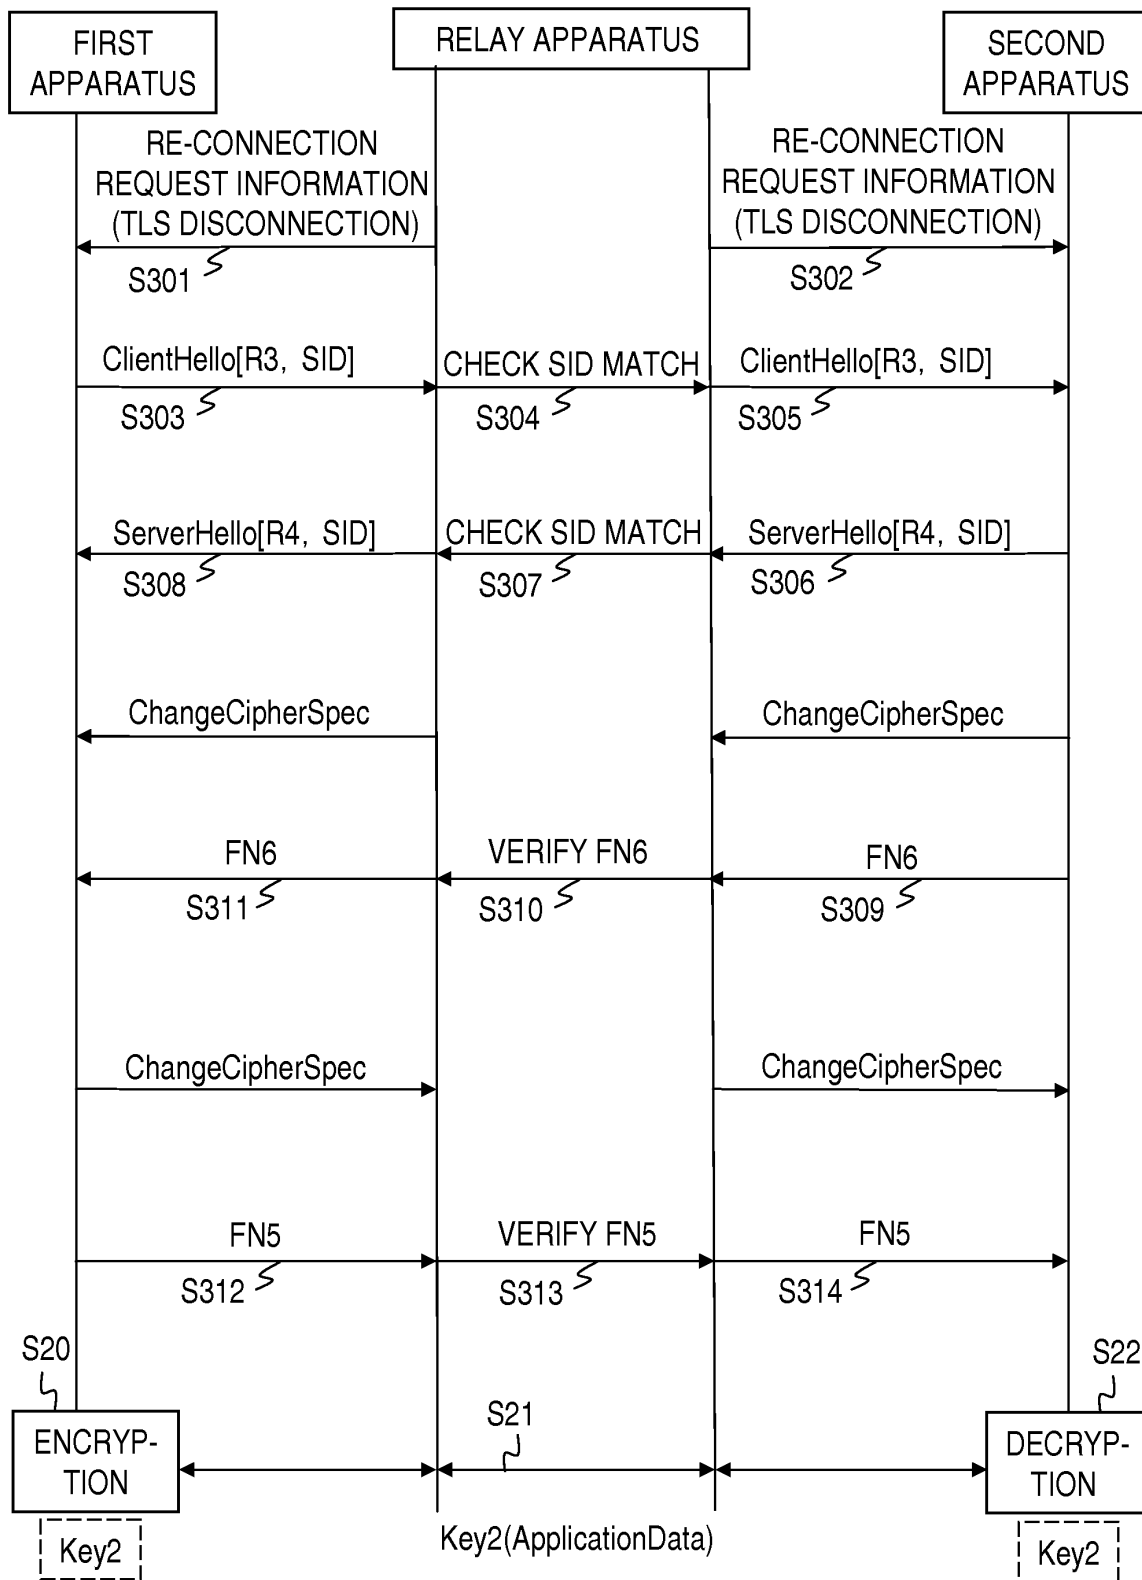 FIRST
APPARATUS
RELAY APPARATUS
SECOND
APPARATUS
RE-CONNECTION
REQUEST INFORMATION
(TLS DISCONNECTION)
S301
RE-CONNECTION
REQUEST INFORMATION
(TLS DISCONNECTION)
S302
ClientHello[R3, SID]
S303
CHECK SID MATCH
S304
ClientHello[R3, SID]
S305
ServerHello[R4, SID]
S308
CHECK SID MATCH
S307
ServerHello[R4, SID]
S306
ChangeCipherSpec
ChangeCipherSpec
FN6
S311
VERIFY FN6
S310
FN6
S309
ChangeCipherSpec
ChangeCipherSpec
FN5
S312
VERIFY FN5
S313
FN5
S314
S20
ENCRYP-
TION
Key2
S21
Key2(ApplicationData)
S22
DECRYP-
TION
Key2